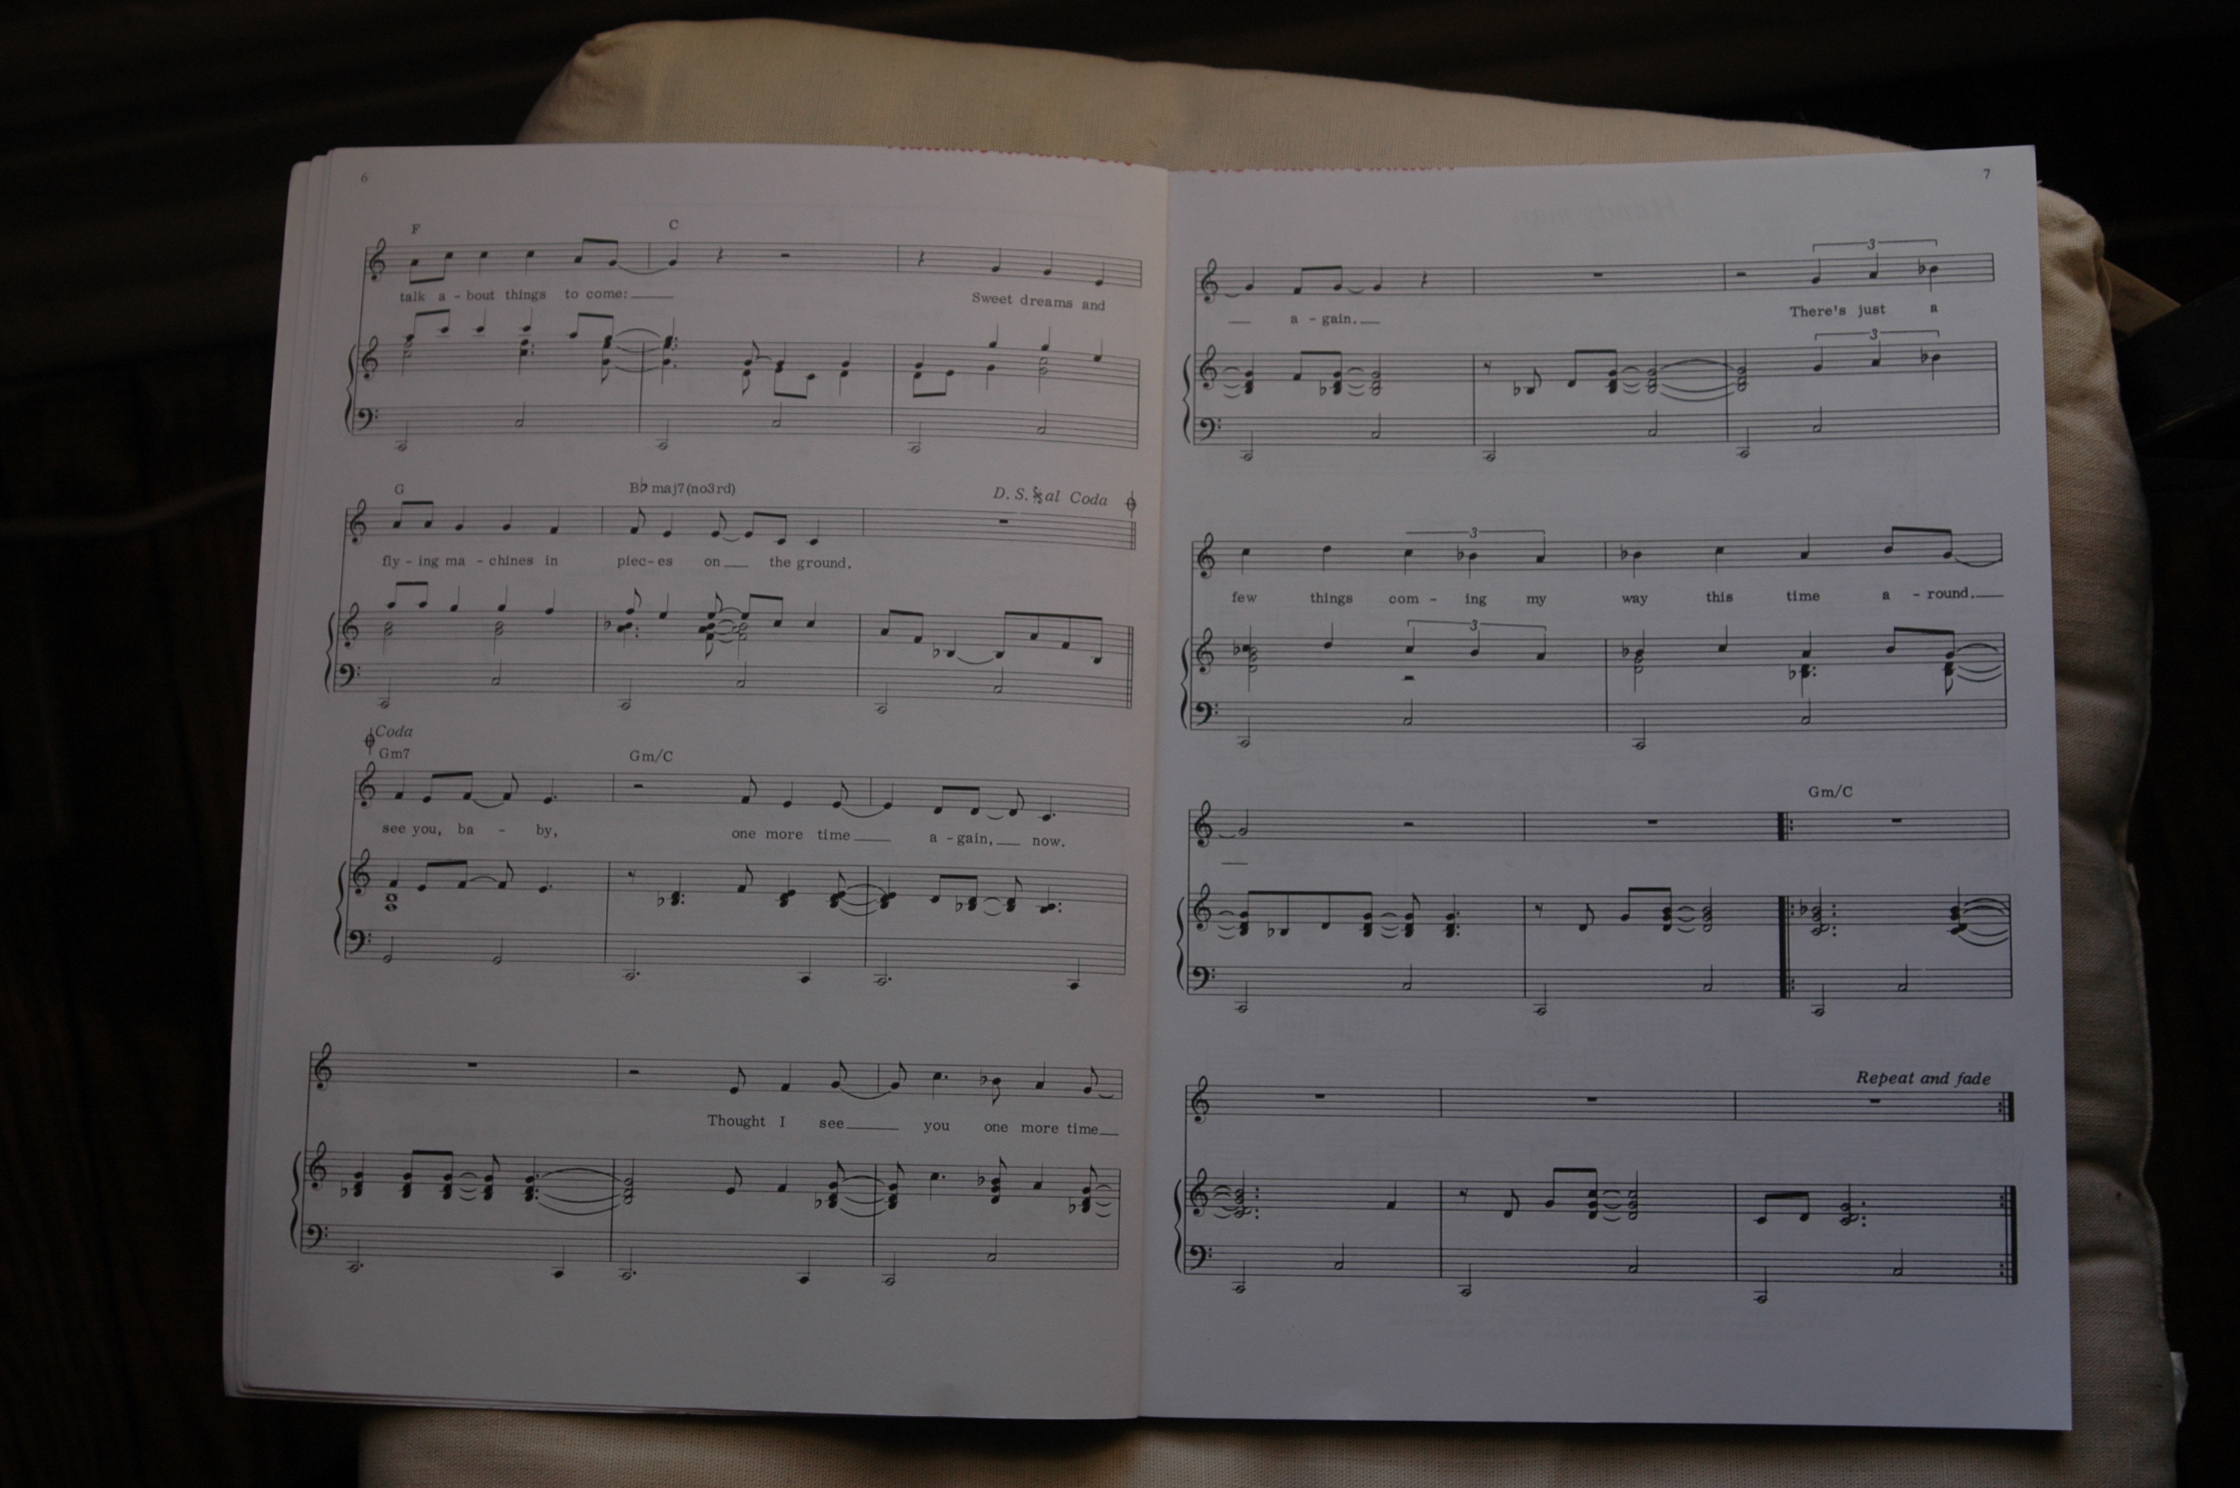 6
F C
talk a - bout things to come: Sweet dreams and
G B♭maj7(no3rd) D. S. 𝄋 al Coda
fly - ing ma - chines in piec - es on the ground.
Coda
Gm7 Gm/C
see you, ba - by, one more time a - gain, now.
Thought I see you one more time
7
3
a - gain. There's just a
3
3
few things com - ing my way this time a - round.
3
Gm/C
Repeat and fade